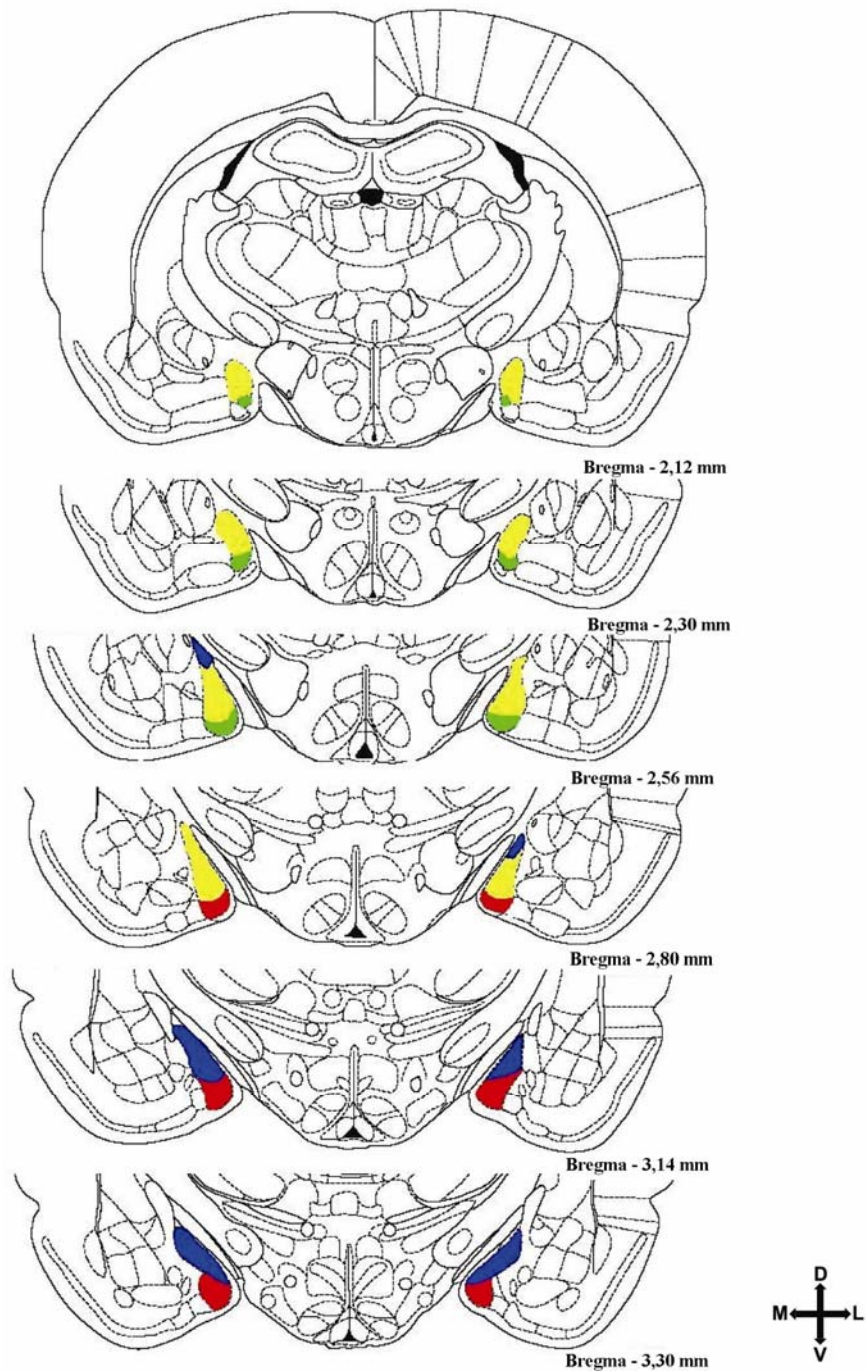 Bregma - 2,12 mm
Bregma - 2,30 mm
Bregma - 2,56 mm
Bregma - 2,80 mm
Bregma - 3,14 mm
Bregma - 3,30 mm
D
M L
V